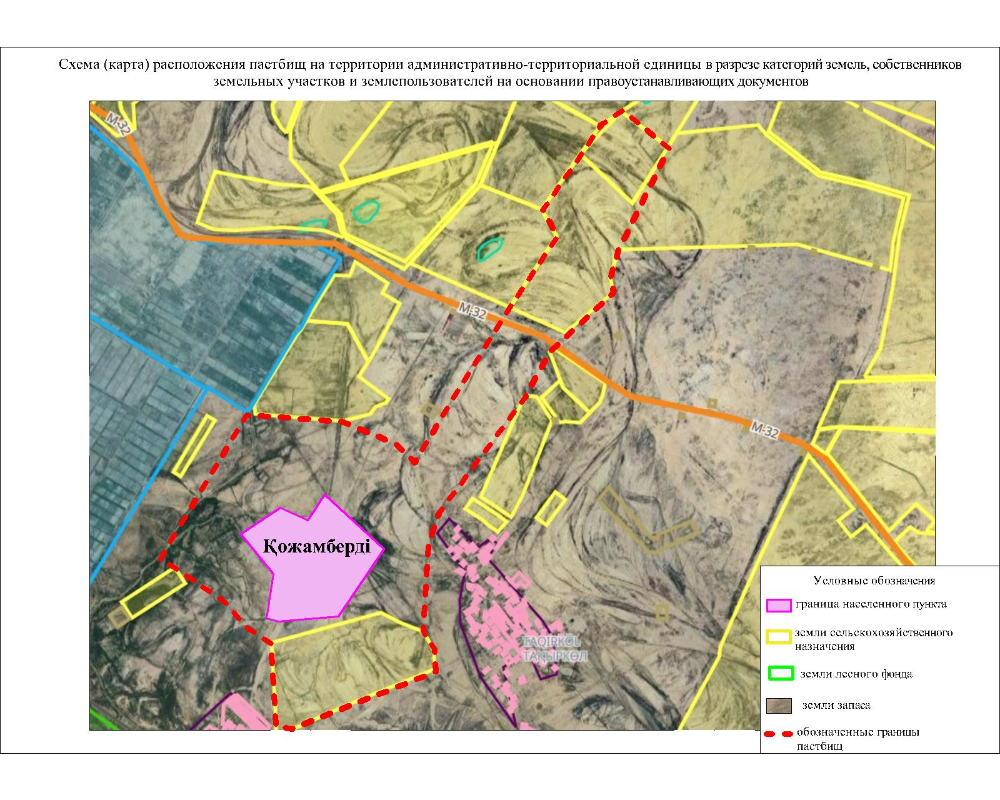 Схема (карта) расположения пастбищ на территории административно-территориальной единицы в разрезе категорий земель, собственников
земельных участков и землепользователей на основании правоустанавливающих документов
М-32
М-32
М-32
Қожамберді
TAQIRKÓL
ТАҚЫРКӨЛ
Условные обозначения
граница населенного пункта
земли сельскохозяйственного
назначения
земли лесного фонда
земли запаса
обозначенные границы
пастбищ